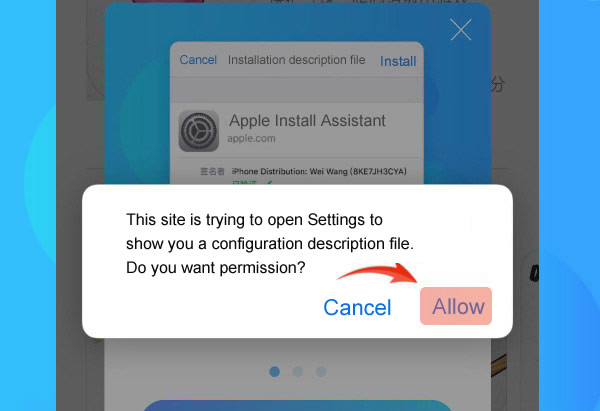 分
Cancel Installation description file Install
Apple Install Assistant
apple.com
签名者 iPhone Distribution: Wei Wang (8KE7JH3CYA)
This site is trying to open Settings to
show you a configuration description file.
Do you want permission?
Cancel Allow